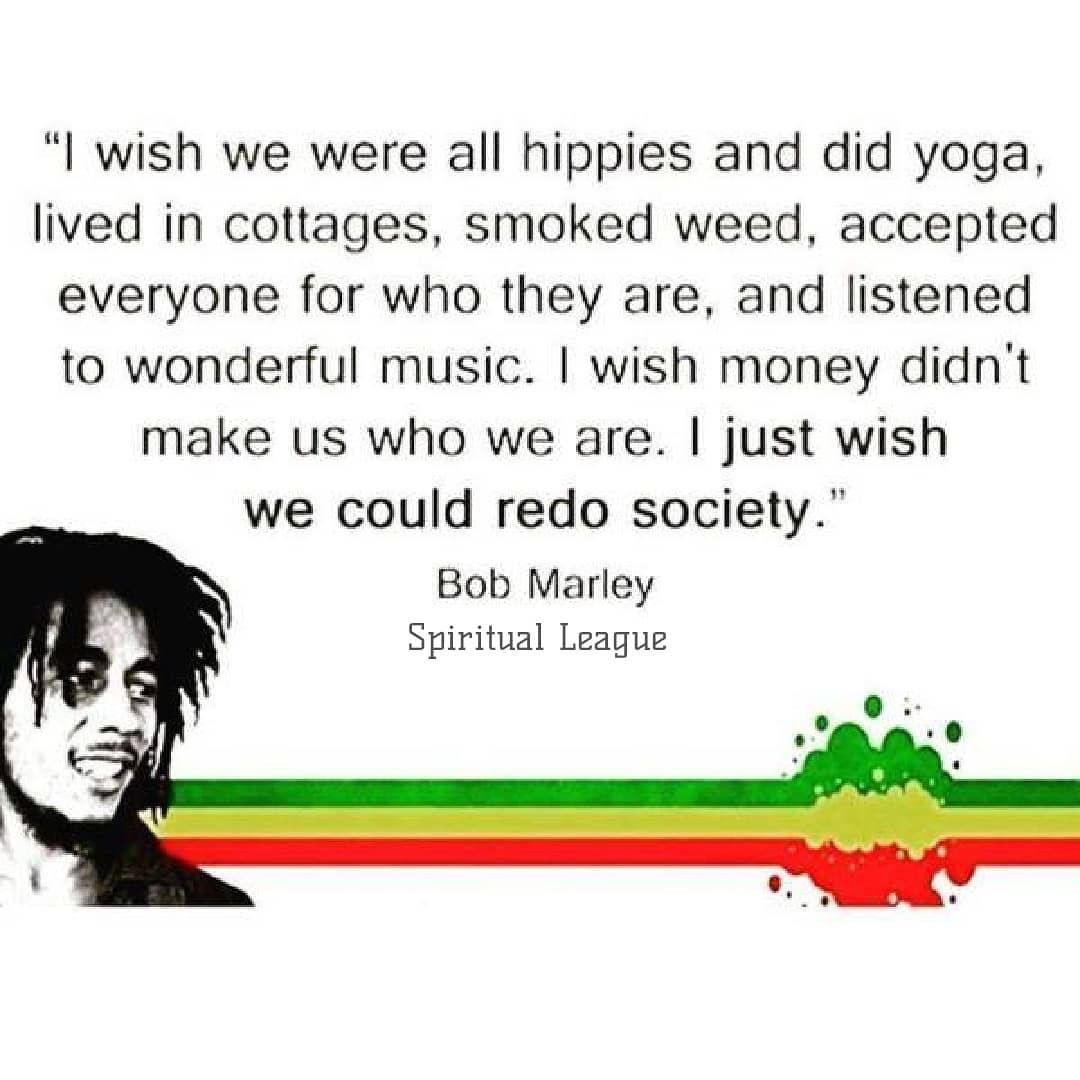 “I wish we were all hippies and did yoga,
lived in cottages, smoked weed, accepted
everyone for who they are, and listened
to wonderful music. I wish money didn't
make us who we are. I just wish
we could redo society.”
Bob Marley
Spiritual League